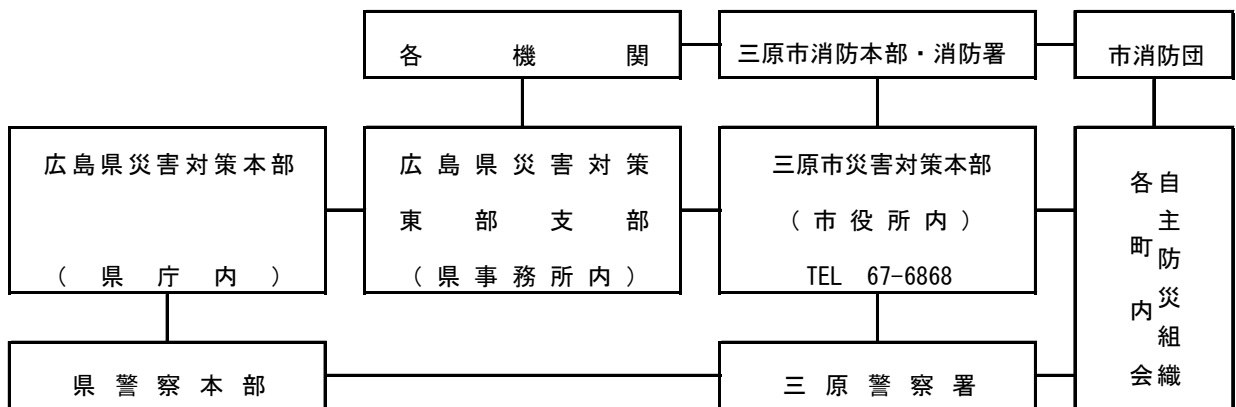 各機関
三原市消防本部・消防署
市消防団
広島県災害対策本部
(県庁内)
広島県災害対策
東部支部
(県事務所内)
三原市災害対策本部
(市役所内)
TEL 67-6868
自主防災組織
各町内会
県警察本部
三原警察署